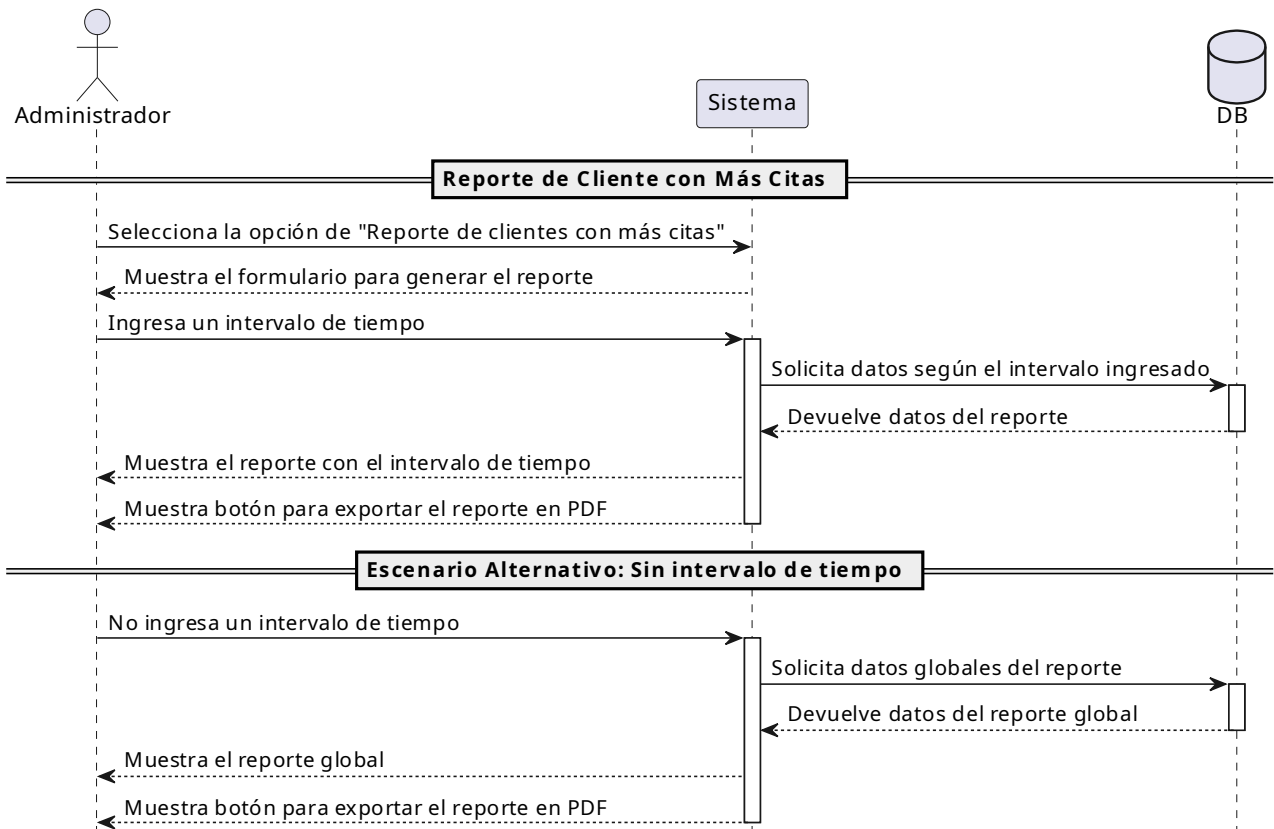 Administrador
Sistema
DB
Reporte de Cliente con Más Citas
Selecciona la opción de "Reporte de clientes con más citas"
Muestra el formulario para generar el reporte
Ingresa un intervalo de tiempo
Solicita datos según el intervalo ingresado
Devuelve datos del reporte
Muestra el reporte con el intervalo de tiempo
Muestra botón para exportar el reporte en PDF
Escenario Alternativo: Sin intervalo de tiempo
No ingresa un intervalo de tiempo
Solicita datos globales del reporte
Devuelve datos del reporte global
Muestra el reporte global
Muestra botón para exportar el reporte en PDF